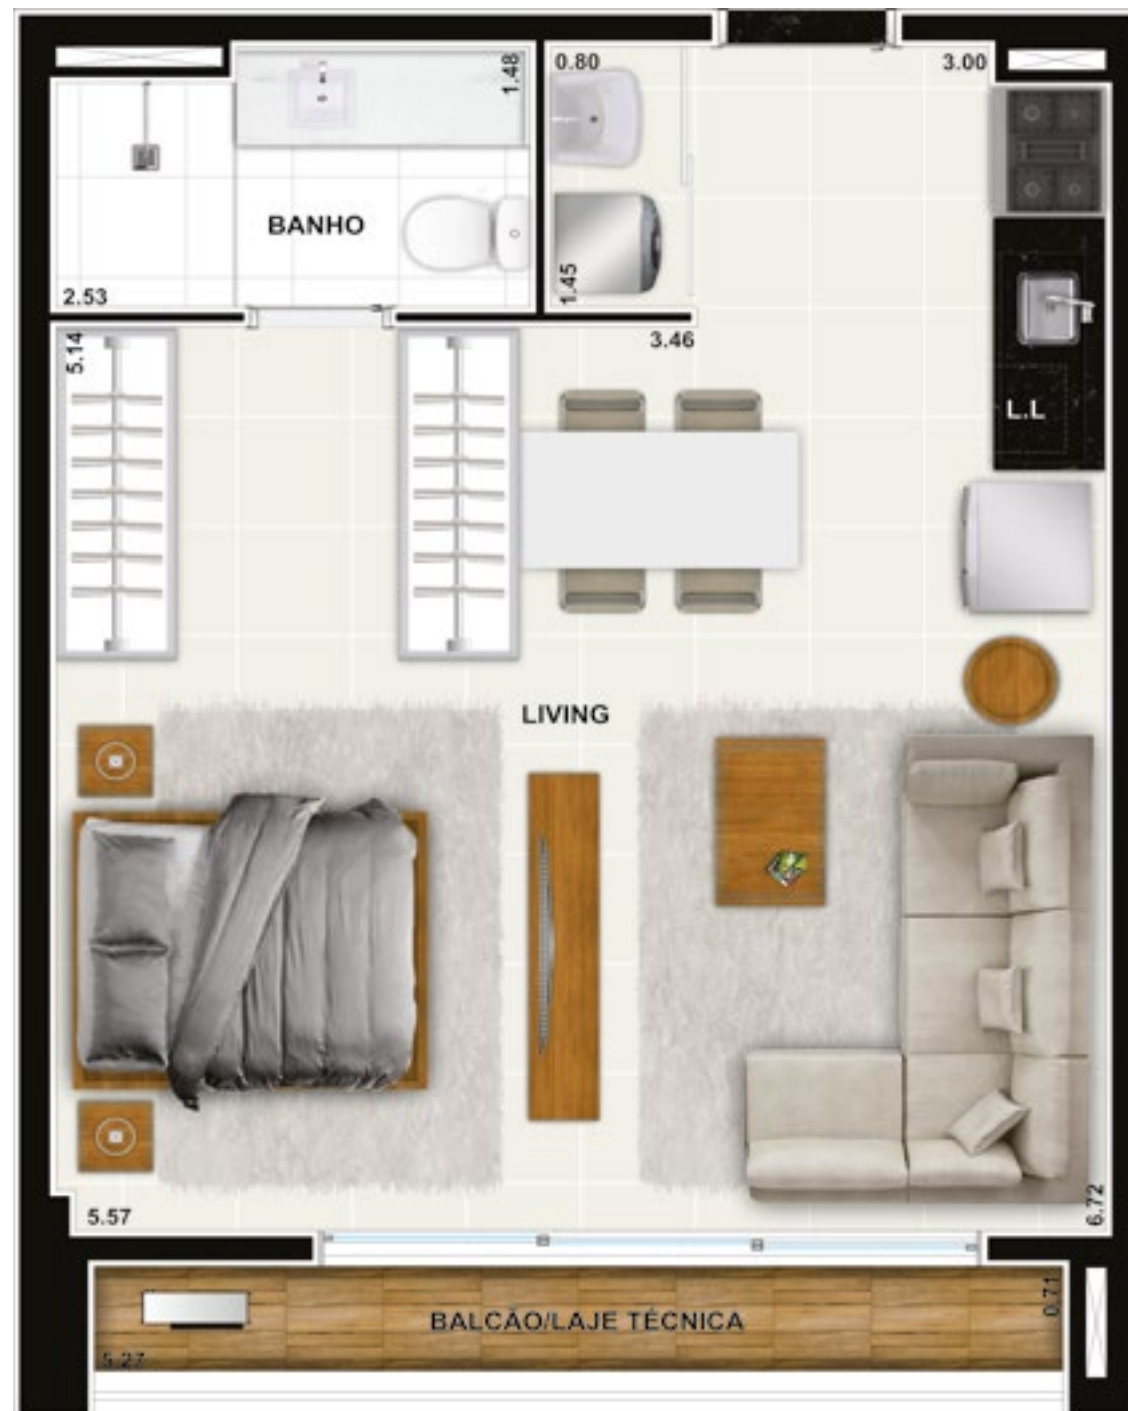 1.48
0.80
3.00
BANHO
2.53
1.45
3.46
5.14
L.L
LIVING
5.57
6.72
0.71
BALCÃO/LAJE TÉCNICA
5.27